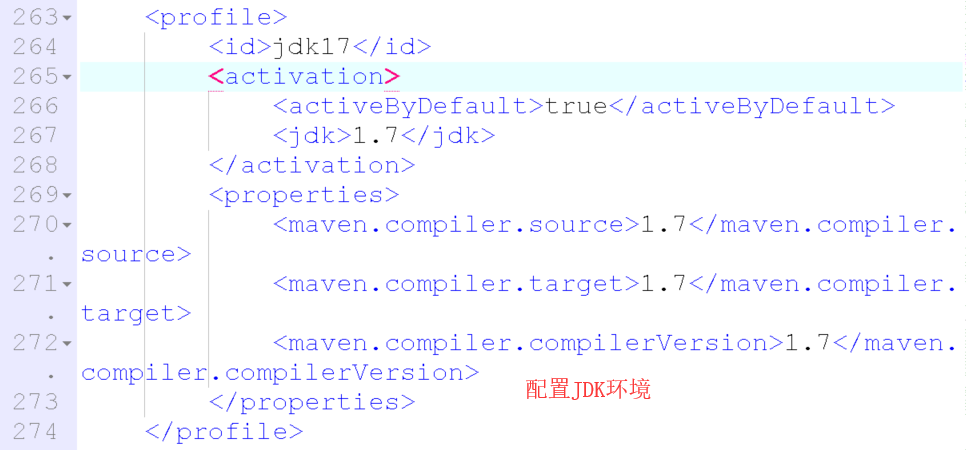 263 <profile>
264 <id>jdk17</id>
265 <activation>
266 <activeByDefault>true</activeByDefault>
267 <jdk>1.7</jdk>
268 </activation>
269 <properties>
270 <maven.compiler.source>1.7</maven.compiler.
. source>
271 <maven.compiler.target>1.7</maven.compiler.
. target>
272 <maven.compiler.compilerVersion>1.7</maven.
. compiler.compilerVersion>
配置JDK环境
273 </properties>
274 </profile>